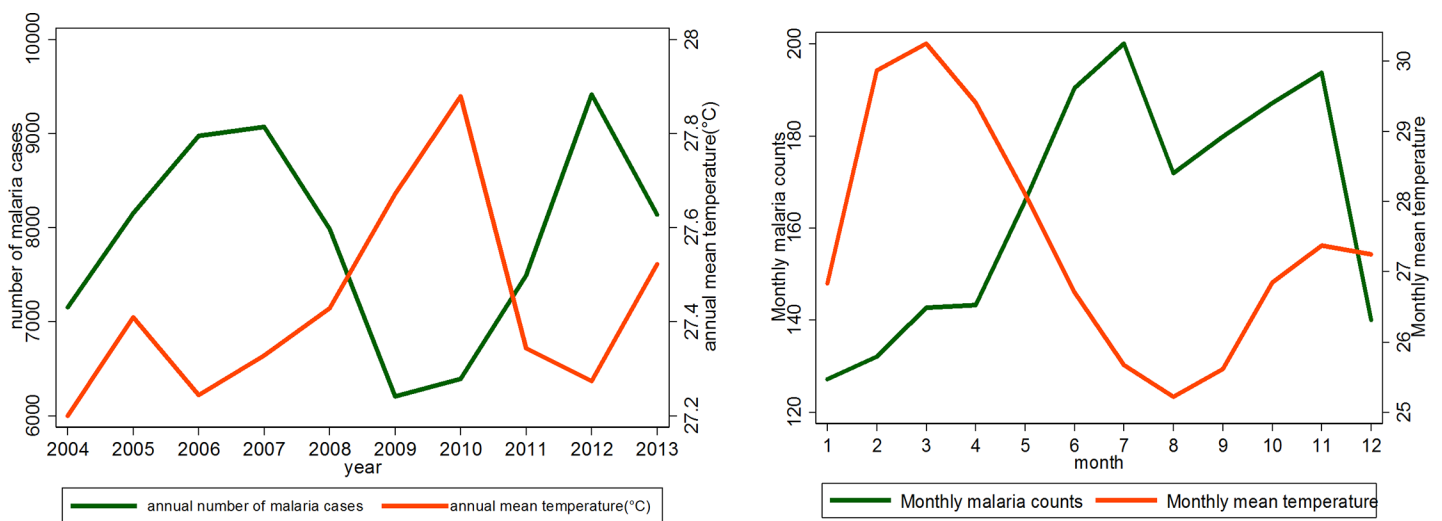 number of malaria cases
10000
9000
8000
7000
6000
28
27.8
27.6
27.4
27.2
annual mean temperature(°C)
2004 2005 2006 2007 2008 2009 2010 2011 2012 2013
year
annual number of malaria cases annual mean temperature(°C)
Monthly malaria counts
200
180
160
140
120
30
29
28
27
26
25
Monthly mean temperature
1 2 3 4 5 6 7 8 9 10 11 12
month
Monthly malaria counts Monthly mean temperature